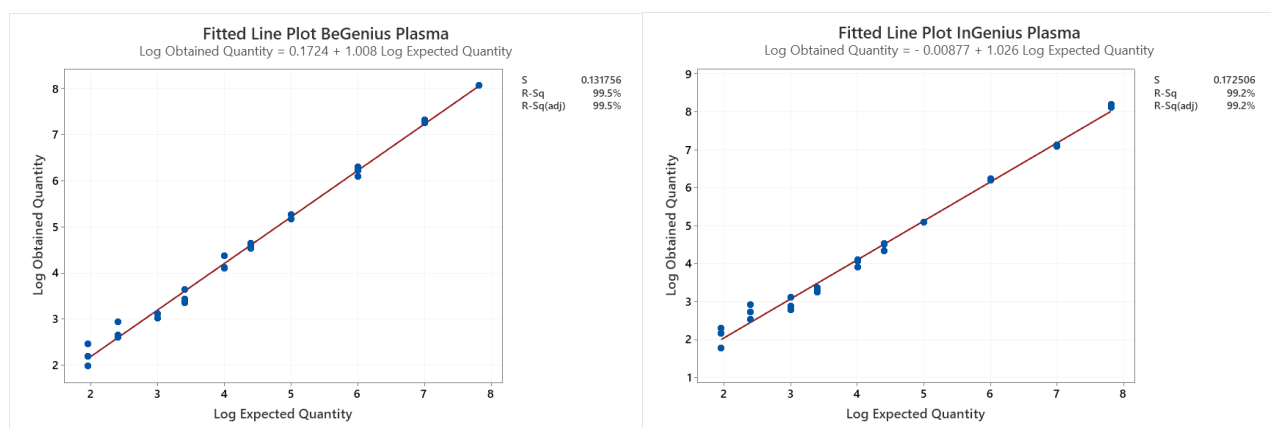 Fitted Line Plot BeGenius Plasma
Log Obtained Quantity = 0.1724 + 1.008 Log Expected Quantity
S 0.131756
R-Sq 99.5%
R-Sq(adj) 99.5%
Log Obtained Quantity
8
7
6
5
4
3
2
2 3 4 5 6 7 8
Log Expected Quantity
Fitted Line Plot InGenius Plasma
Log Obtained Quantity = - 0.00877 + 1.026 Log Expected Quantity
S 0.172506
R-Sq 99.2%
R-Sq(adj) 99.2%
Log Obtained Quantity
9
8
7
6
5
4
3
2
1
2 3 4 5 6 7 8
Log Expected Quantity